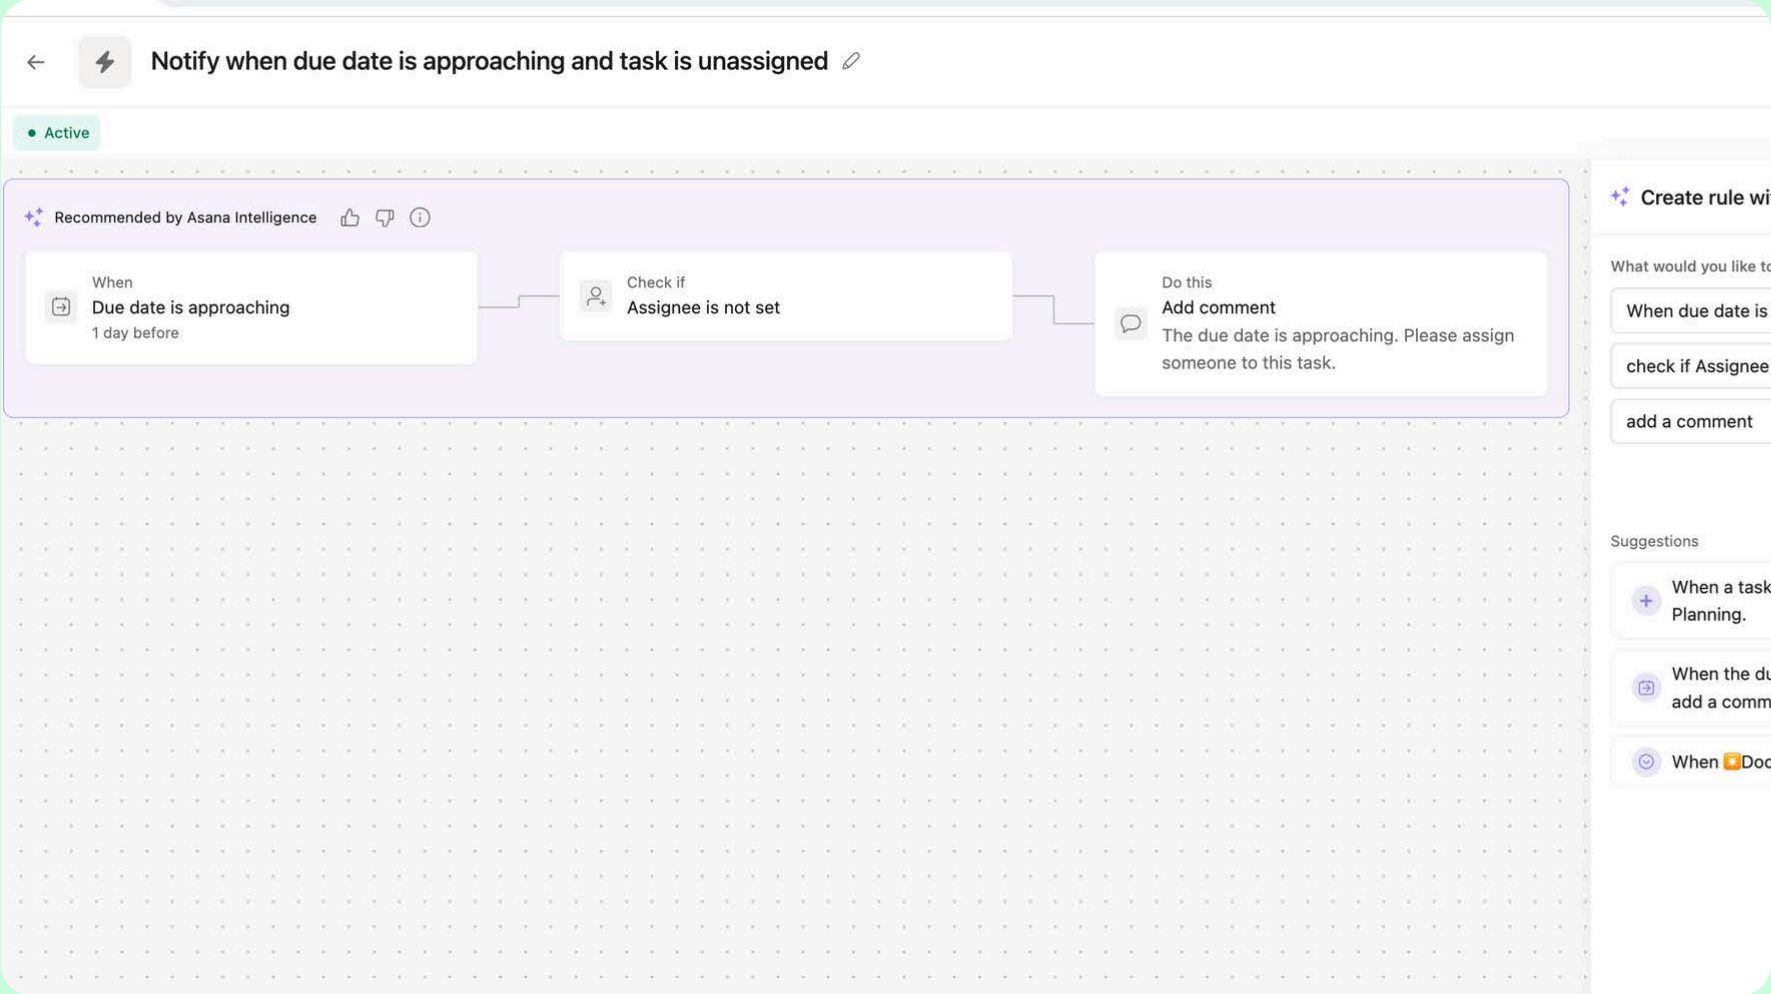 Notify when due date is approaching and task is unassigned
Active
Recommended by Asana Intelligence
When
Due date is approaching
1 day before
Check if
Assignee is not set
Do this
Add comment
The due date is approaching. Please assign
someone to this task.
Create rule wi
What would you like to
When due date is
check if Assignee
add a comment
Suggestions
When a task
Planning.
When the du
add a comm
When Doc